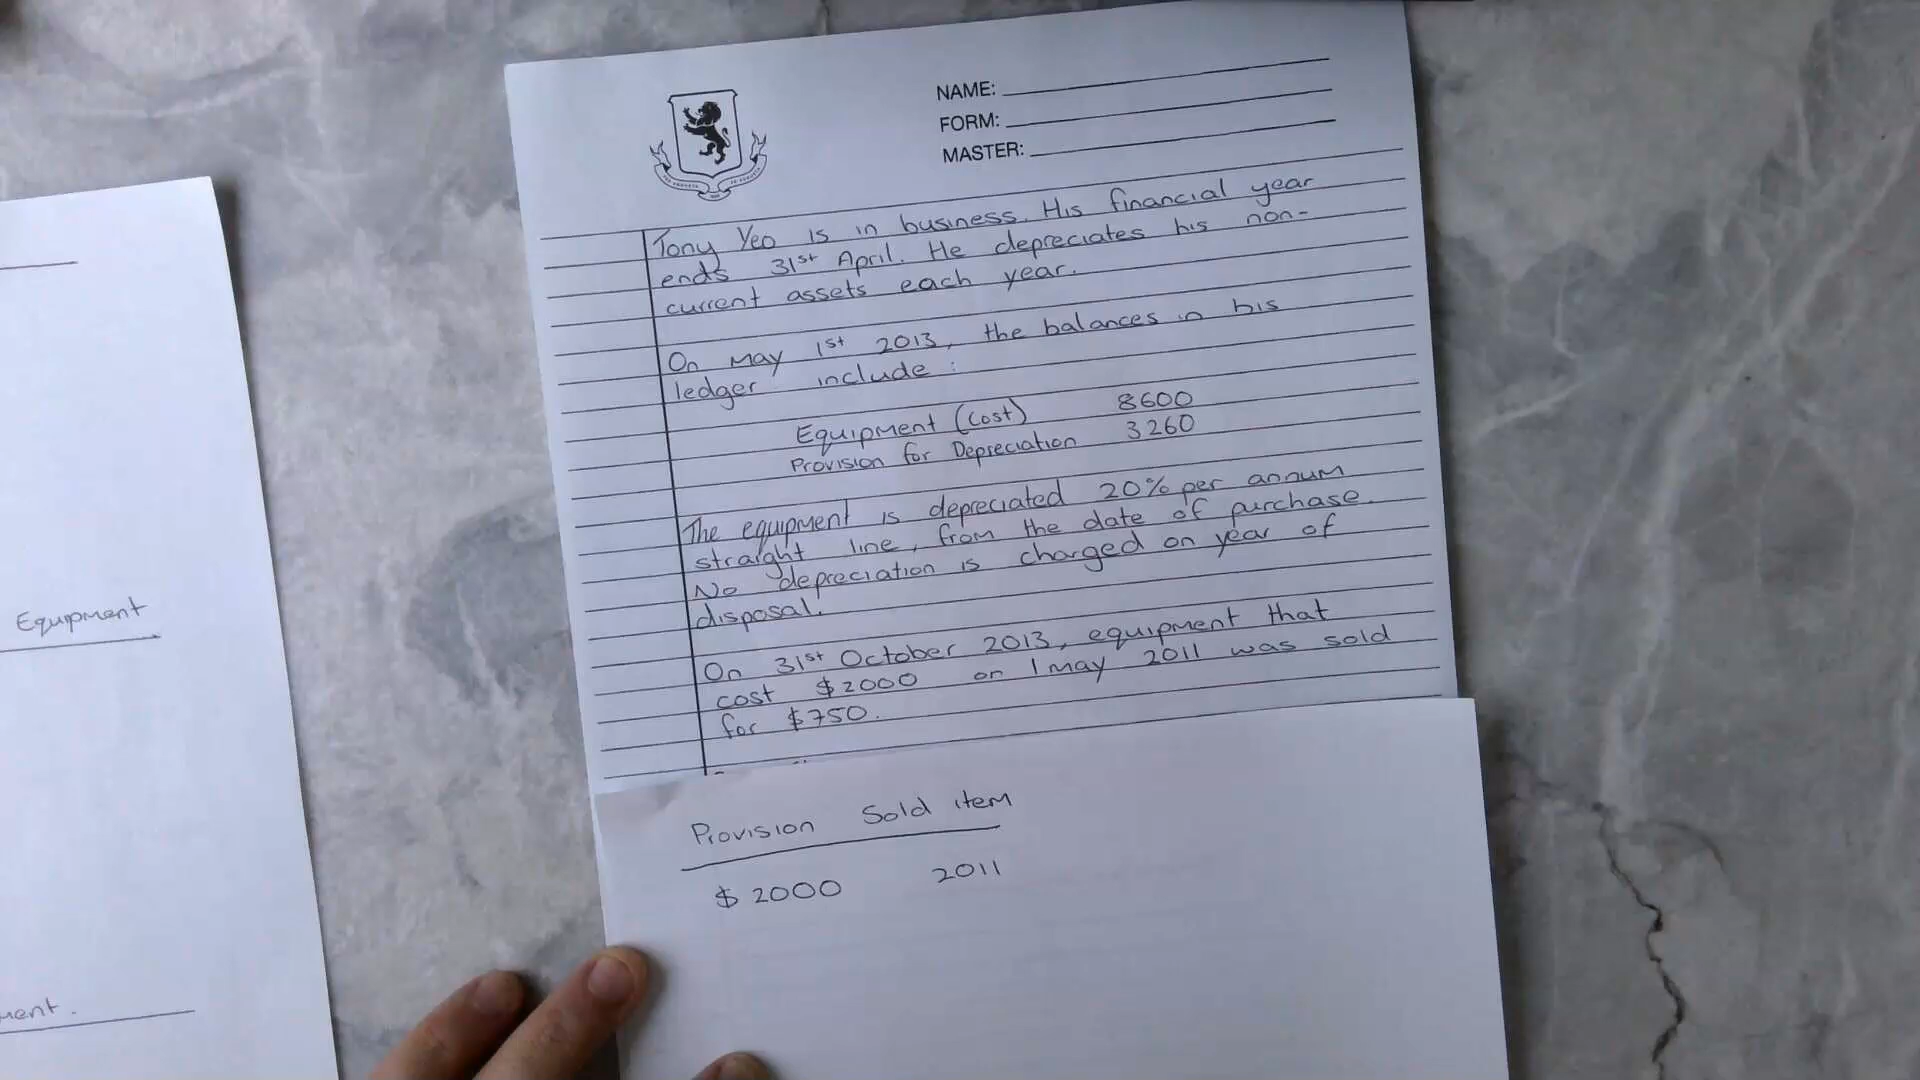 NAME:
FORM:
MASTER:
Tony Yeo is in business. His financial year
ends 31st April. He depreciates his non-
current assets each year.
On may 1st 2013, the balances in his
ledger include :
Equipment (cost) 8600
Provision for Depreciation 3260
The equipment is depreciated 20% per annum
straight line, from the date of purchase.
No depreciation is charged on year of
disposal.
On 31st October 2013, equipment that
cost $2000 on 1 may 2011 was sold
for $750.
Provision Sold item
$ 2000 2011
Equipment